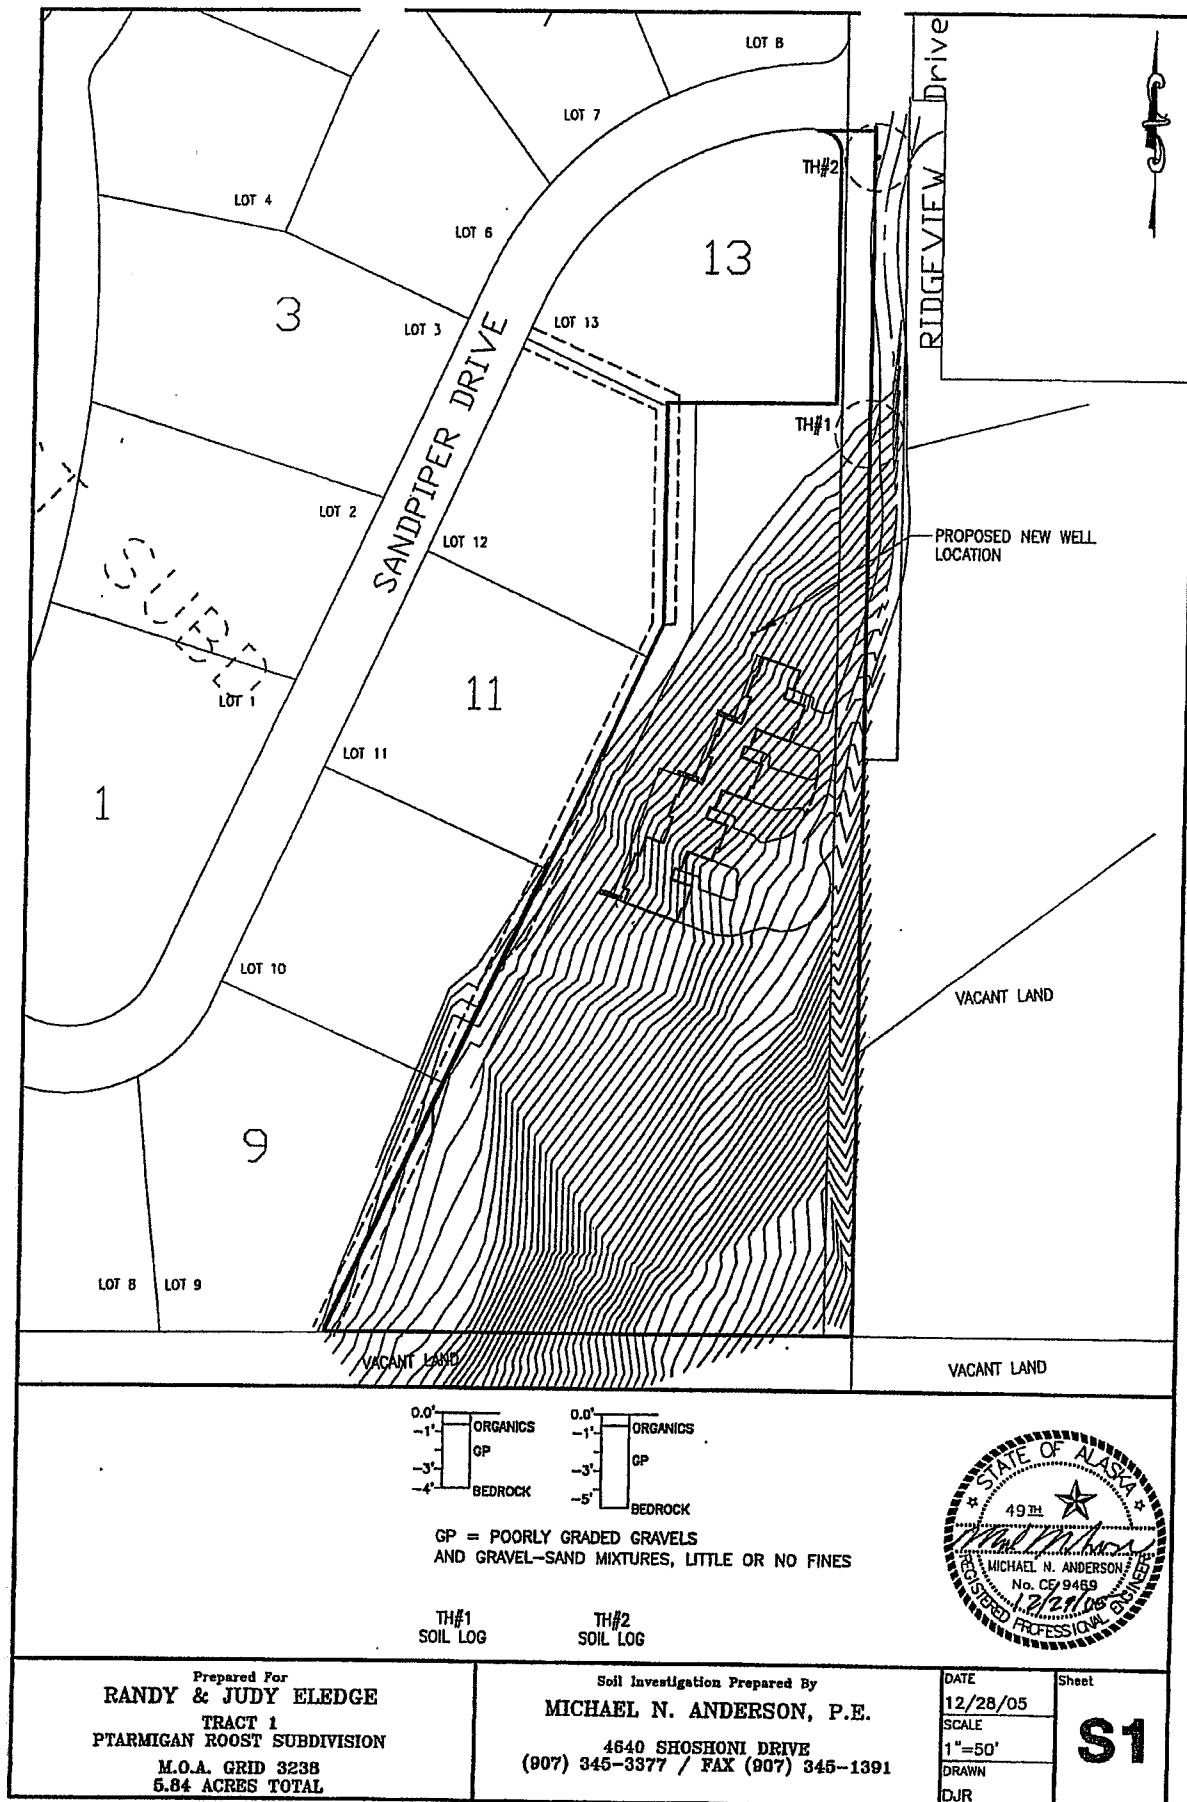 LOT 8
LOT 7
RIDGEVIEW Drive
TH#2
LOT 4
LOT 6
13
3
LOT 3
LOT 13
SANDPIPER DRIVE
TH#1
LOT 2
LOT 12
PROPOSED NEW WELL
LOCATION
SUBD
LOT 1
11
LOT 11
1
LOT 10
VACANT LAND
9
LOT 8
LOT 9
VACANT LAND
VACANT LAND
0.0'
-1'
-3'
-4'
ORGANICS
GP
BEDROCK
0.0'
-1'
-3'
-5'
ORGANICS
GP
BEDROCK
GP = POORLY GRADED GRAVELS
AND GRAVEL-SAND MIXTURES, LITTLE OR NO FINES
TH#1
SOIL LOG
TH#2
SOIL LOG
STATE OF ALASKA
49TH
MICHAEL N. ANDERSON
No. CE 9469
12/29/05
REGISTERED PROFESSIONAL ENGINEER
Prepared For
RANDY & JUDY ELEDGE
TRACT 1
PTARMIGAN ROOST SUBDIVISION
M.O.A. GRID 3238
5.84 ACRES TOTAL
Soil Investigation Prepared By
MICHAEL N. ANDERSON, P.E.
4640 SHOSHONI DRIVE
(907) 345-3377 / FAX (907) 345-1391
DATE
12/28/05
SCALE
1"=50'
DRAWN
DJR
Sheet
S1